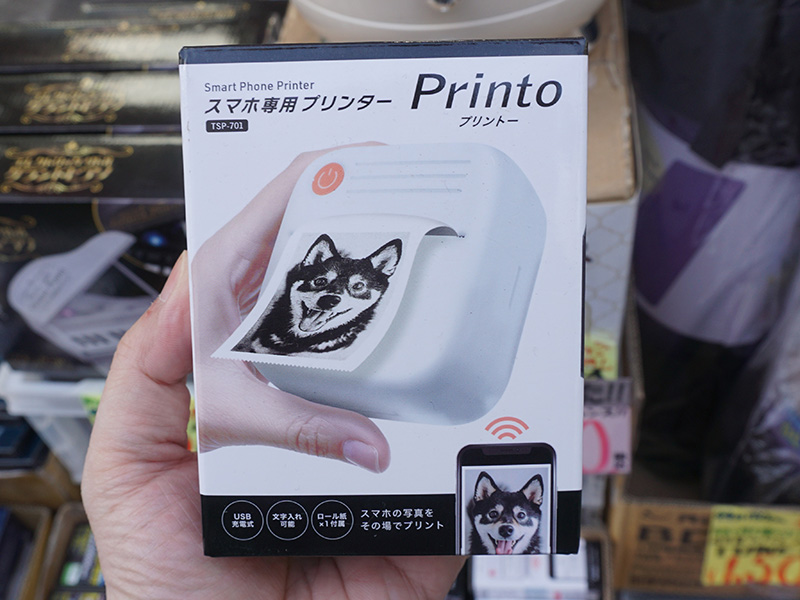 Smart Phone Printer
スマホ専用プリンター
Printo
プリントー
TSP-701
USB
充電式
文字入れ
可能
ロール紙
×1付属
スマホの写真を
その場でプリント